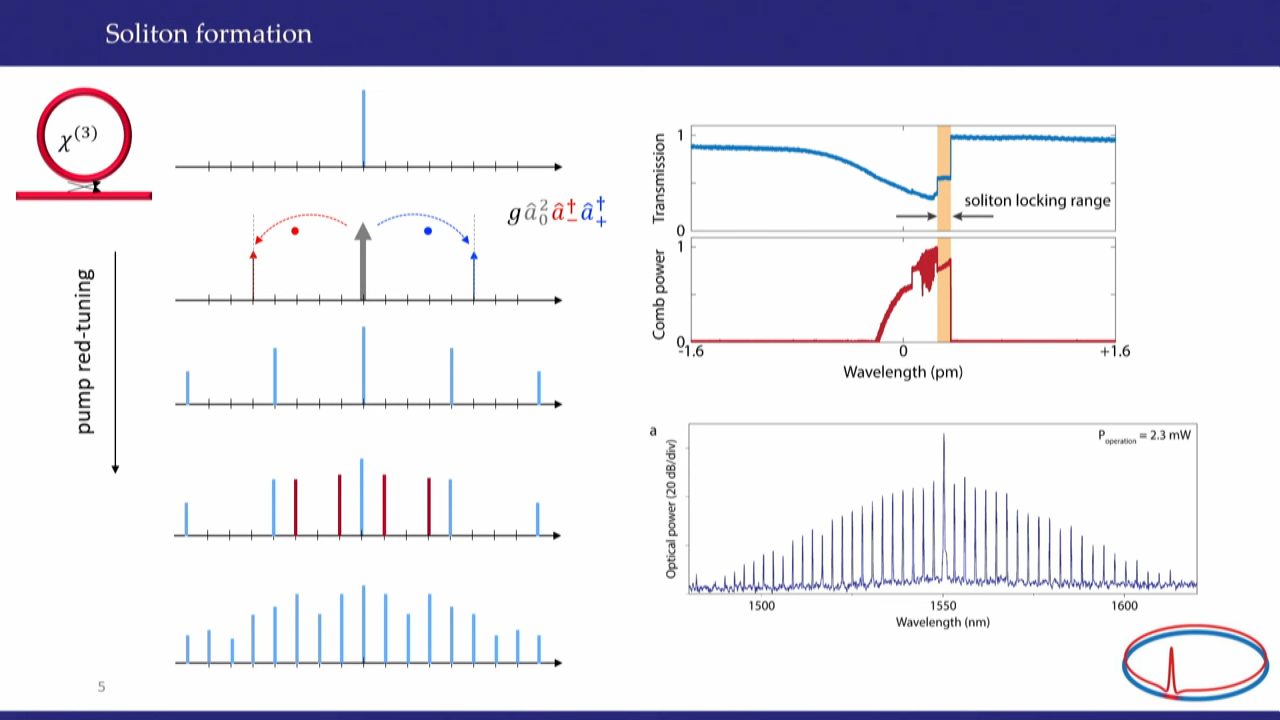 Soliton formation
χ(3)
gâ₀²â₋†â₊†
pump red-tuning
Transmission
1
0
soliton locking range
Comb power
1
0
-1.6
0
+1.6
Wavelength (pm)
a
Poperation = 2.3 mW
Optical power (20 dB/div)
1500
1550
1600
Wavelength (nm)
5